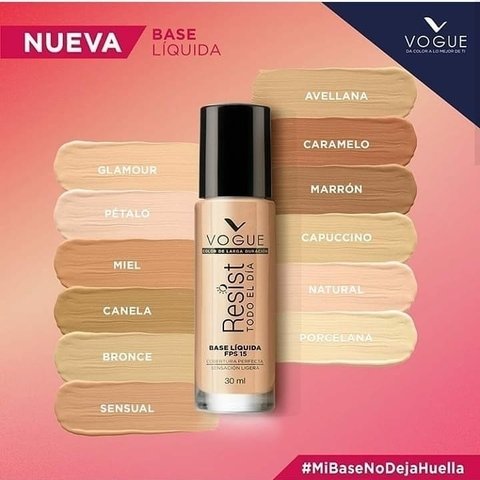 NUEVA
BASE
LÍQUIDA
VOGUE
DA COLOR A LO MEJOR DE TI
AVELLANA
CARAMELO
MARRÓN
CAPUCCINO
NATURAL
PORCELANA
GLAMOUR
PÉTALO
MIEL
CANELA
BRONCE
SENSUAL
VOGUE
COLOR DE LARGA DURACIÓN
Resist
TODO EL DÍA
BASE LÍQUIDA
FPS 15
COBERTURA PERFECTA
SENSACIÓN LIGERA
30 ml
#MiBaseNoDejaHuella